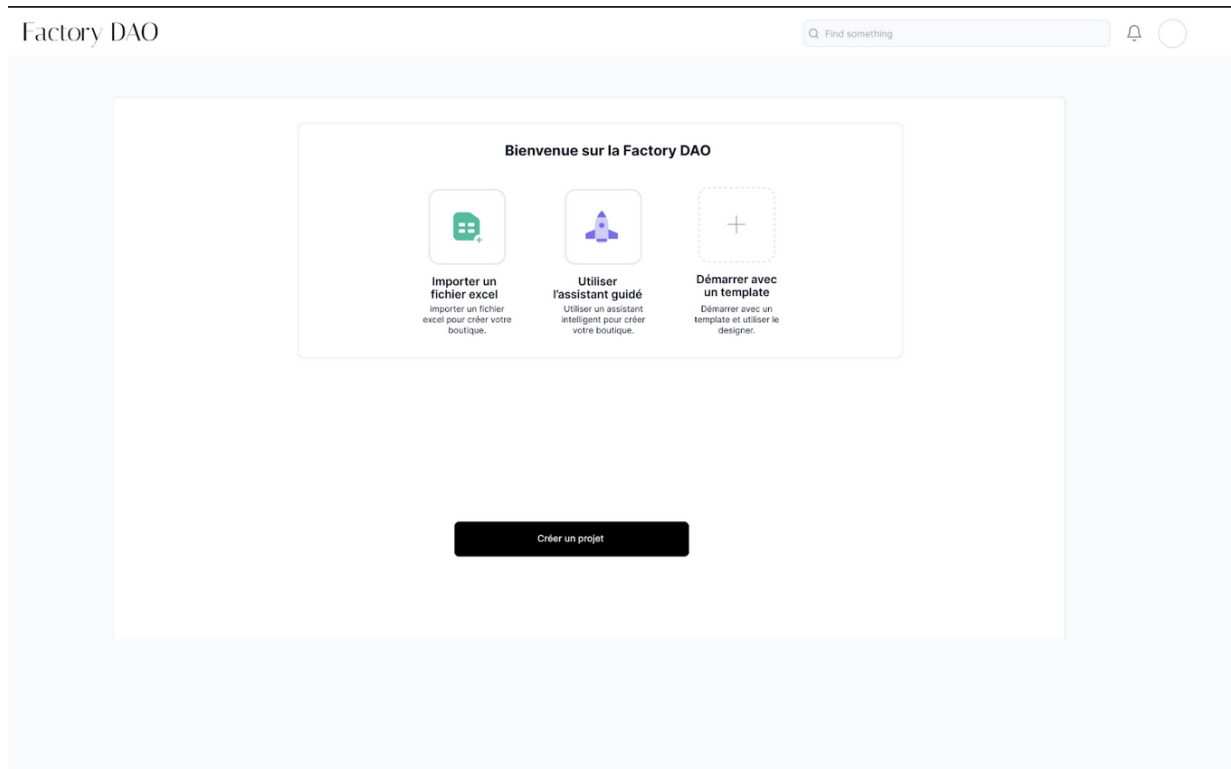 Factory DAO
Find something
Bienvenue sur la Factory DAO
Importer un
fichier excel
importer un fichier
excel pour créer votre
boutique.
Utiliser
l'assistant guidé
Utiliser un assistant
intelligent pour créer
votre boutique.
Démarrer avec
un template
Démarrer avec un
template et utiliser le
designer.
Créer un projet